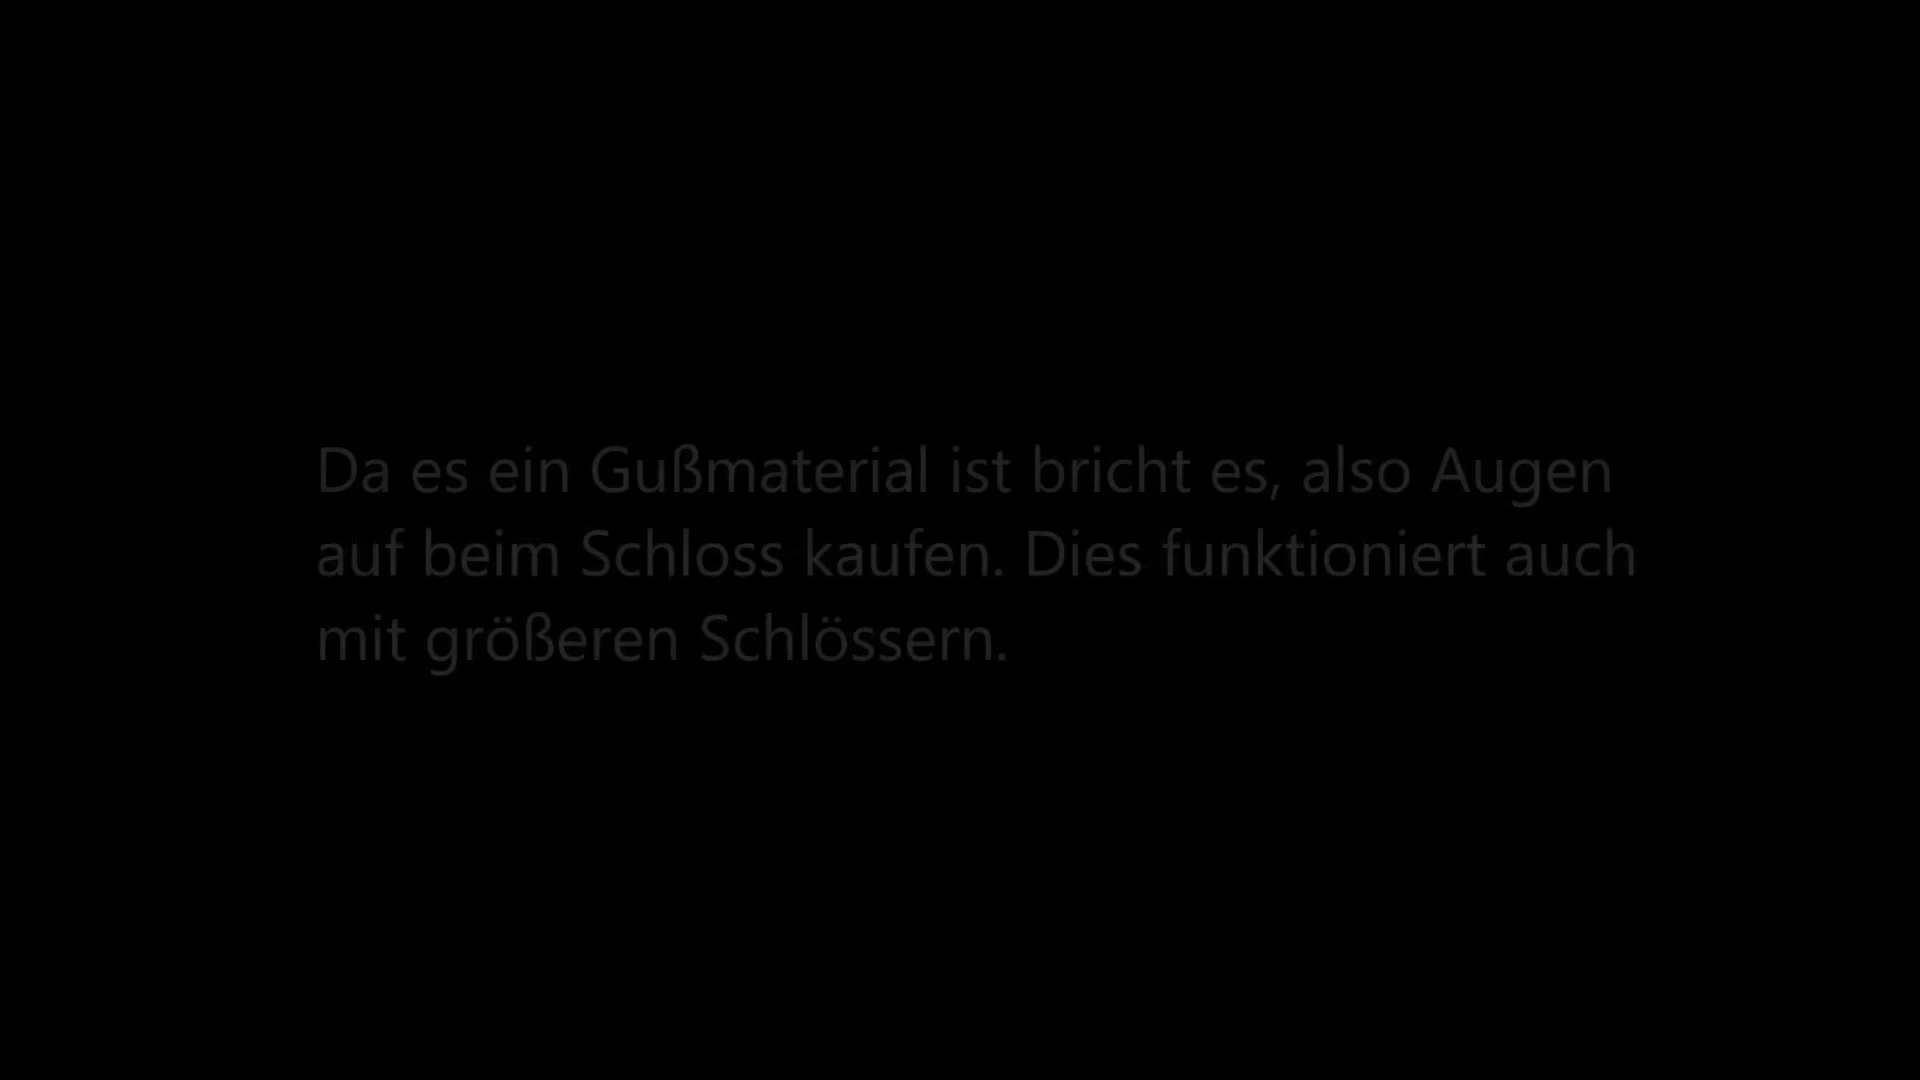 Da es ein Gußmaterial ist bricht es, also Augen
auf beim Schloss kaufen. Dies funktioniert auch
mit größeren Schlössern.